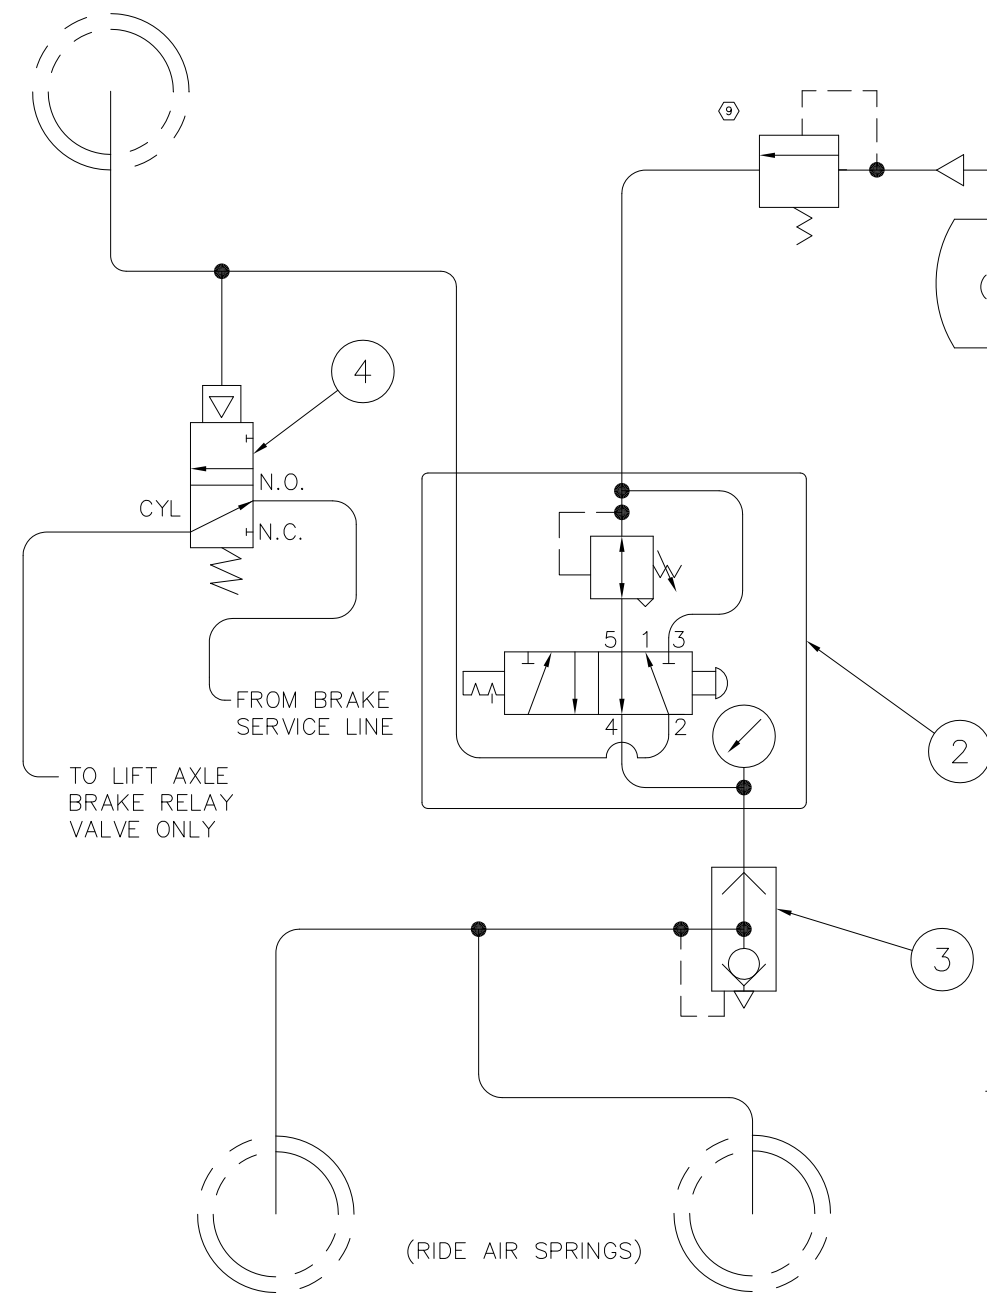 9
4
N.O.
CYL
N.C.
5 1 3
FROM BRAKE
SERVICE LINE
4 2
2
TO LIFT AXLE
BRAKE RELAY
VALVE ONLY
3
(RIDE AIR SPRINGS)